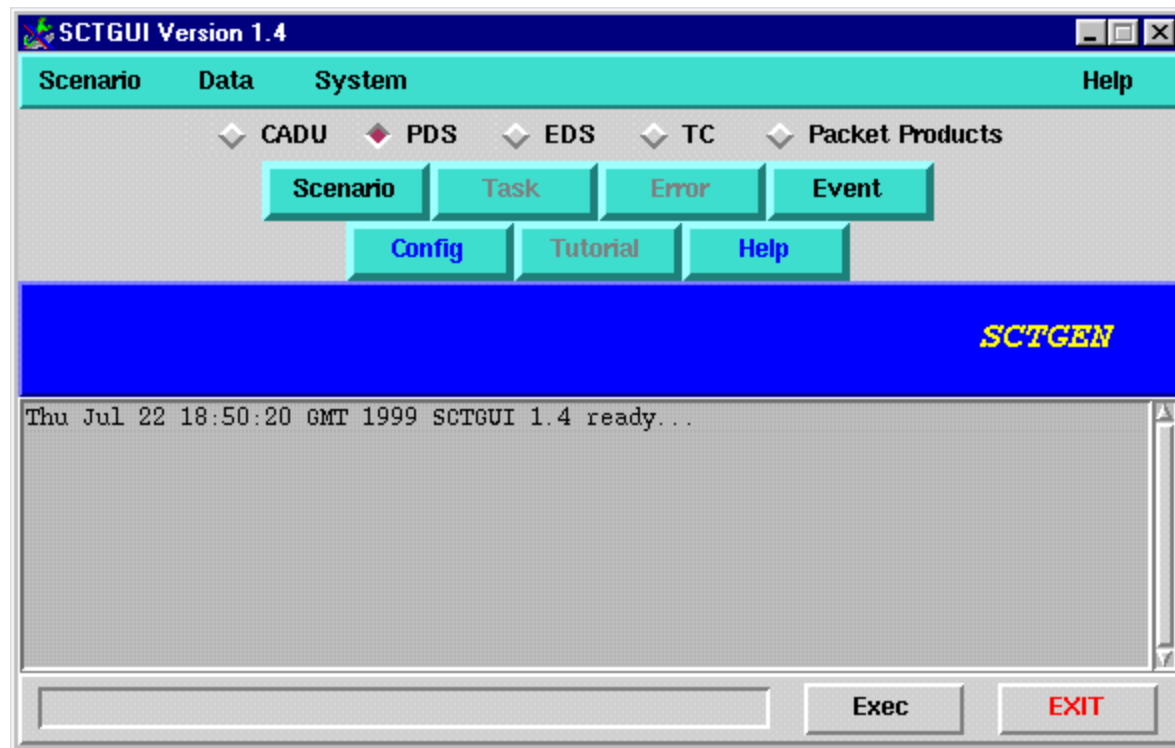 SCTGUI Version 1.4
Scenario Data System Help
CADU PDS EDS TC Packet Products
Scenario Task Error Event
Config Tutorial Help
SCTGEN
Thu Jul 22 18:50:20 GMT 1999 SCTGUI 1.4 ready...
Exec EXIT